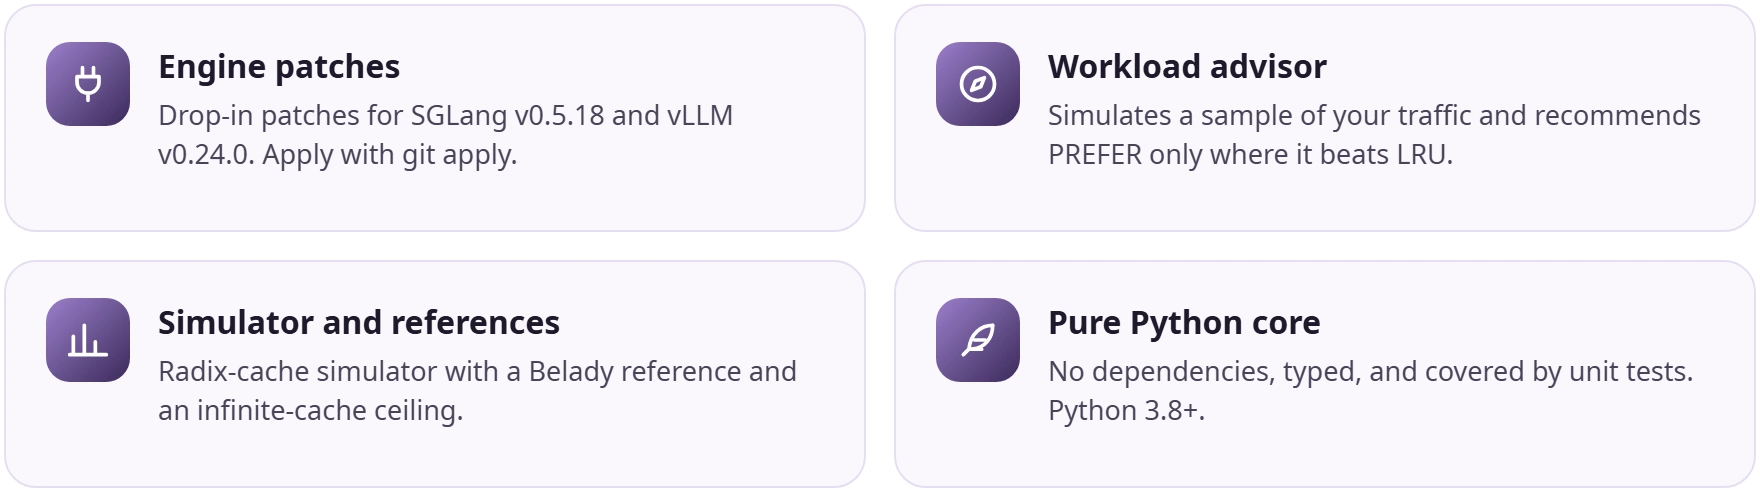 Engine patches
Drop-in patches for SGLang v0.5.18 and vLLM
v0.24.0. Apply with git apply.
Workload advisor
Simulates a sample of your traffic and recommends
PREFER only where it beats LRU.
Simulator and references
Radix-cache simulator with a Belady reference and
an infinite-cache ceiling.
Pure Python core
No dependencies, typed, and covered by unit tests.
Python 3.8+.